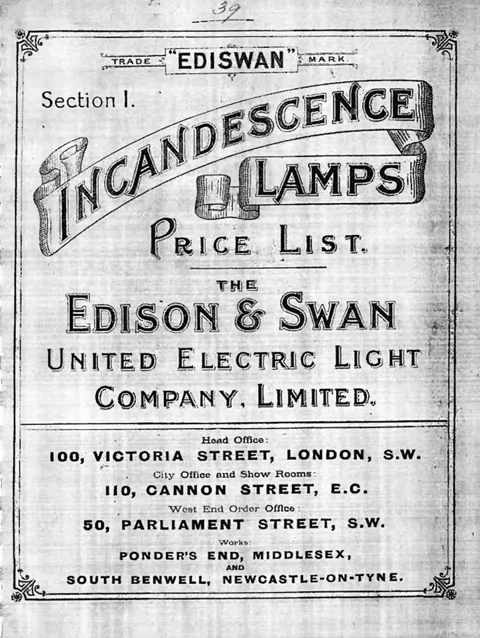 39
TRADE "EDISWAN" MARK.
Section I.
INCANDESCENCE
LAMPS
PRICE LIST.
THE
EDISON & SWAN
UNITED ELECTRIC LIGHT
COMPANY, LIMITED.
Head Office:
100, VICTORIA STREET, LONDON, S.W.
City Office and Show Rooms:
110, CANNON STREET, E.C.
West End Order Office:
50, PARLIAMENT STREET, S.W.
Works:
PONDER'S END, MIDDLESEX,
AND
SOUTH BENWELL, NEWCASTLE-ON-TYNE.